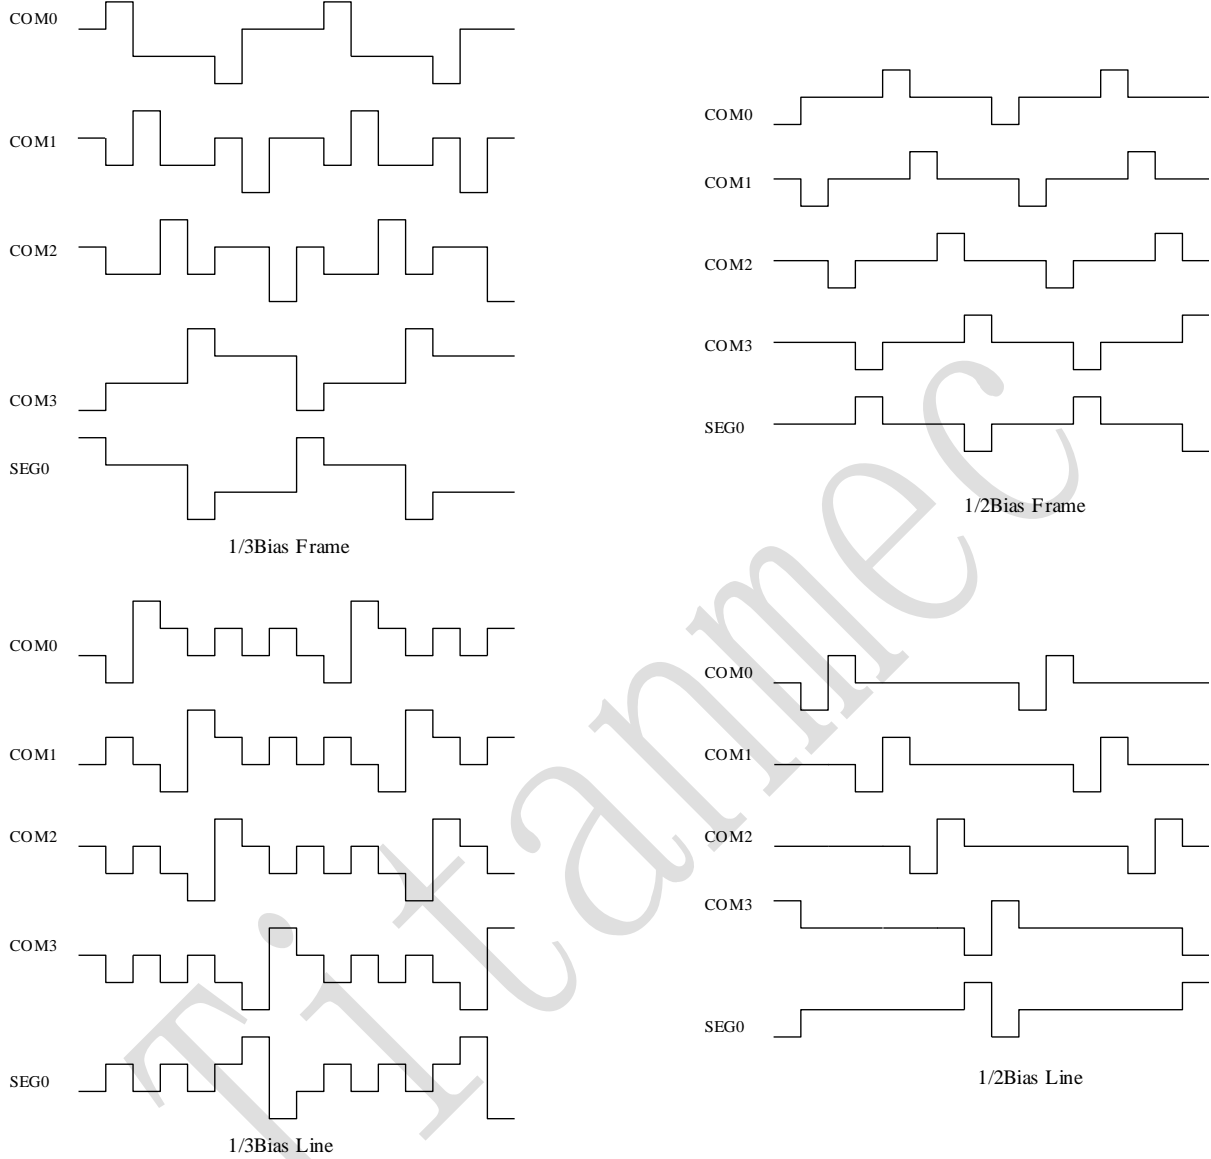 COM0
COM1
COM2
COM3
SEG0
1/3Bias Frame
COM0
COM1
COM2
COM3
SEG0
1/2Bias Frame
COM0
COM1
COM2
COM3
SEG0
1/3Bias Line
COM0
COM1
COM2
COM3
SEG0
1/2Bias Line
Titanmec